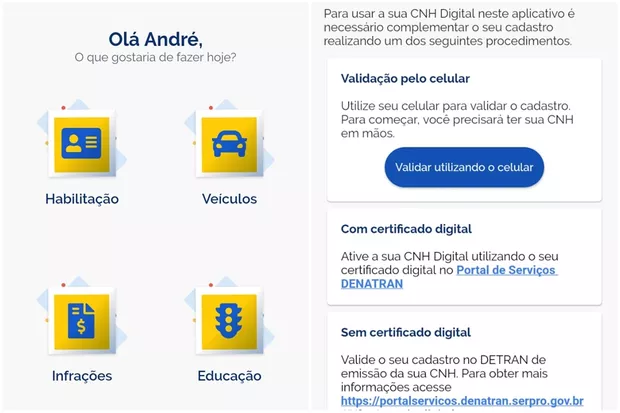 Olá André,
O que gostaria de fazer hoje?
Habilitação
Veículos
Infrações
Educação
Para usar a sua CNH Digital neste aplicativo é
necessário complementar o seu cadastro
realizando um dos seguintes procedimentos.
Validação pelo celular
Utilize seu celular para validar o cadastro.
Para começar, você precisará ter sua CNH
em mãos.
Validar utilizando o celular
Com certificado digital
Ative a sua CNH Digital utilizando o seu
certificado digital no Portal de Serviços
DENATRAN
Sem certificado digital
Valide o seu cadastro no DETRAN de
emissão da sua CNH. Para obter mais
informações acesse
https://portalservicos.denatran.serpro.gov.br